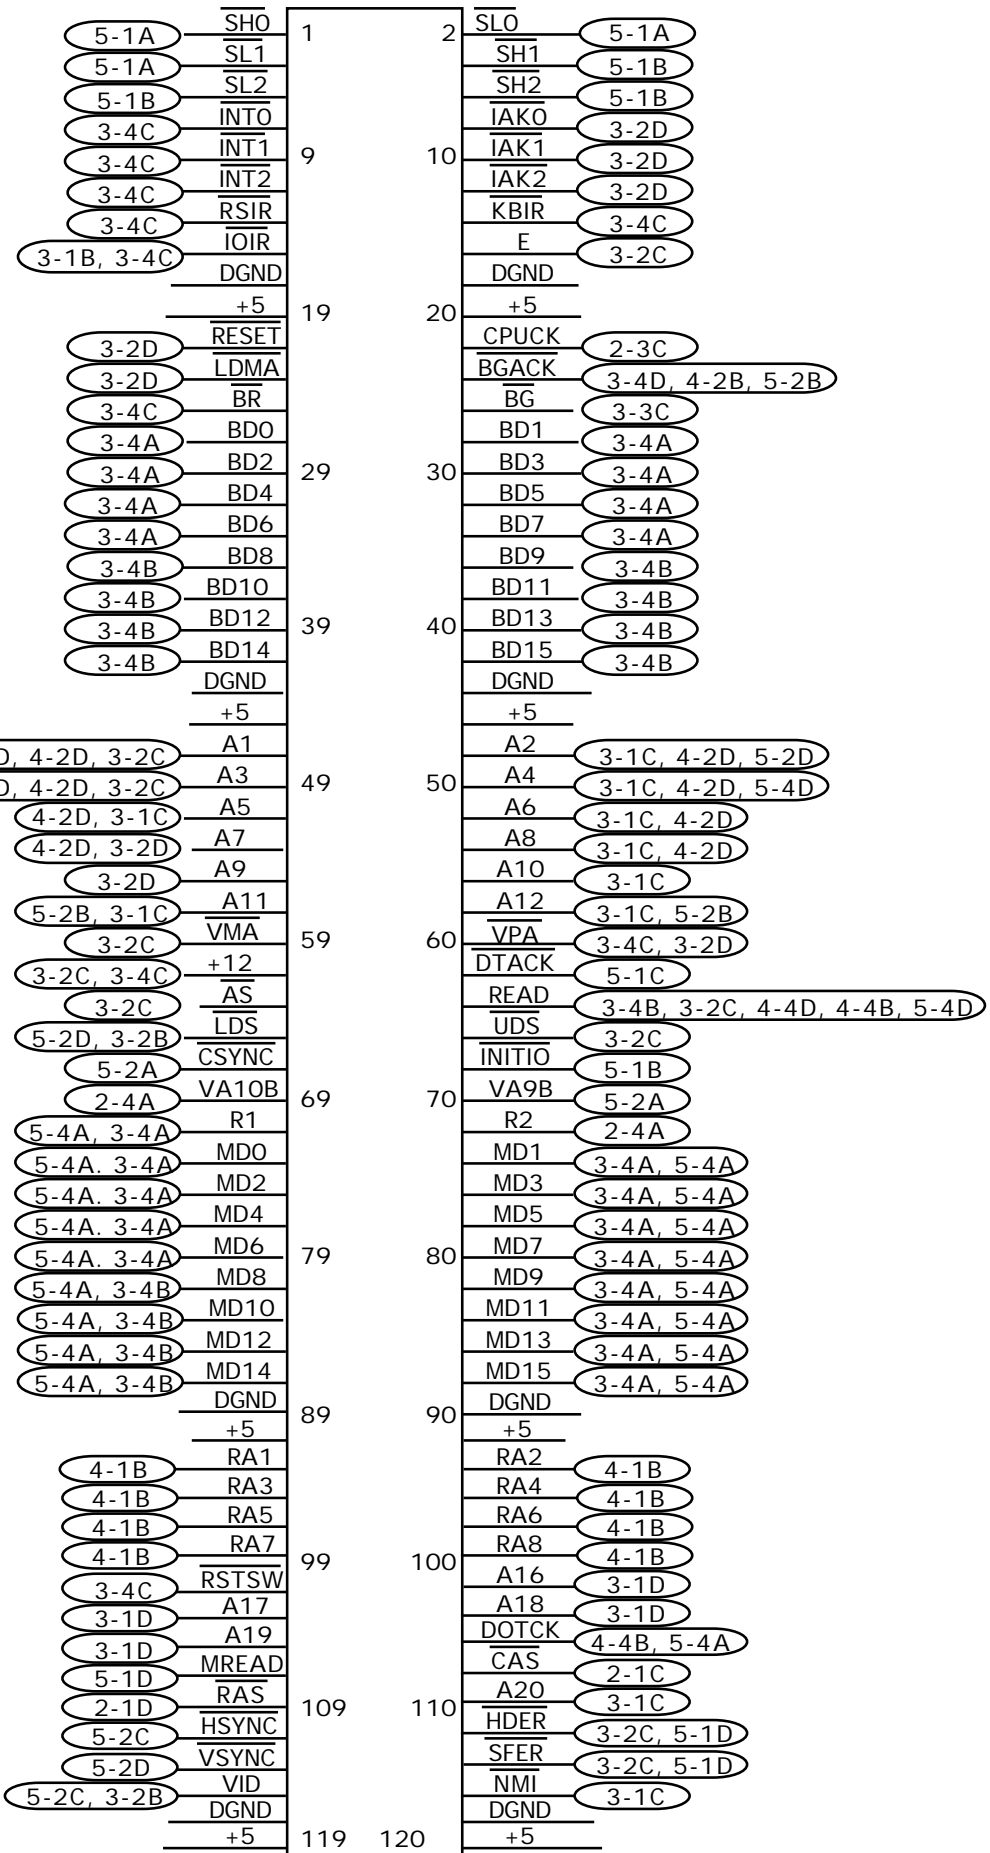 5-1A SH0 1 2 SL0 5-1A
5-1A SL1 SH1 5-1B
5-1B SL2 SH2 5-1B
3-4C INT0 IAK0 3-2D
3-4C INT1 9 10 IAK1 3-2D
3-4C INT2 IAK2 3-2D
3-4C RSIR KBIR 3-4C
3-1B, 3-4C IOIR E 3-2C
DGND DGND
+5 19 20 +5
3-2D RESET CPUCK 2-3C
3-2D LDMA BGACK 3-4D, 4-2B, 5-2B
3-4C BR BG 3-3C
3-4A BD0 BD1 3-4A
3-4A BD2 29 30 BD3 3-4A
3-4A BD4 BD5 3-4A
3-4A BD6 BD7 3-4A
3-4B BD8 BD9 3-4B
3-4B BD10 BD11 3-4B
3-4B BD12 39 40 BD13 3-4B
3-4B BD14 BD15 3-4B
DGND DGND
+5 +5
D, 4-2D, 3-2C A1 A2 3-1C, 4-2D, 5-2D
D, 4-2D, 3-2C A3 49 50 A4 3-1C, 4-2D, 5-4D
4-2D, 3-1C A5 A6 3-1C, 4-2D
4-2D, 3-2D A7 A8 3-1C, 4-2D
3-2D A9 A10 3-1C
5-2B, 3-1C A11 A12 3-1C, 5-2B
3-2C VMA 59 60 VPA 3-4C, 3-2D
3-2C, 3-4C +12 DTACK 5-1C
3-2C AS READ 3-4B, 3-2C, 4-4D, 4-4B, 5-4D
5-2D, 3-2B LDS UDS 3-2C
5-2A CSYNC INITIO 5-1B
2-4A VA10B 69 70 VA9B 5-2A
5-4A, 3-4A R1 R2 2-4A
5-4A. 3-4A MD0 MD1 3-4A, 5-4A
5-4A. 3-4A MD2 MD3 3-4A, 5-4A
5-4A. 3-4A MD4 MD5 3-4A, 5-4A
5-4A. 3-4A MD6 79 80 MD7 3-4A, 5-4A
5-4A, 3-4B MD8 MD9 3-4A, 5-4A
5-4A, 3-4B MD10 MD11 3-4A, 5-4A
5-4A, 3-4B MD12 MD13 3-4A, 5-4A
5-4A, 3-4B MD14 MD15 3-4A, 5-4A
DGND 89 90 DGND
+5 +5
4-1B RA1 RA2 4-1B
4-1B RA3 RA4 4-1B
4-1B RA5 RA6 4-1B
4-1B RA7 99 100 RA8 4-1B
3-4C RSTSW A16 3-1D
3-1D A17 A18 3-1D
3-1D A19 DOTCK 4-4B, 5-4A
5-1D MREAD CAS 2-1C
2-1D RAS 109 110 A20 3-1C
5-2C HSYNC HDER 3-2C, 5-1D
5-2D VSYNC SFER 3-2C, 5-1D
5-2C, 3-2B VID NMI 3-1C
DGND DGND
+5 119 120 +5